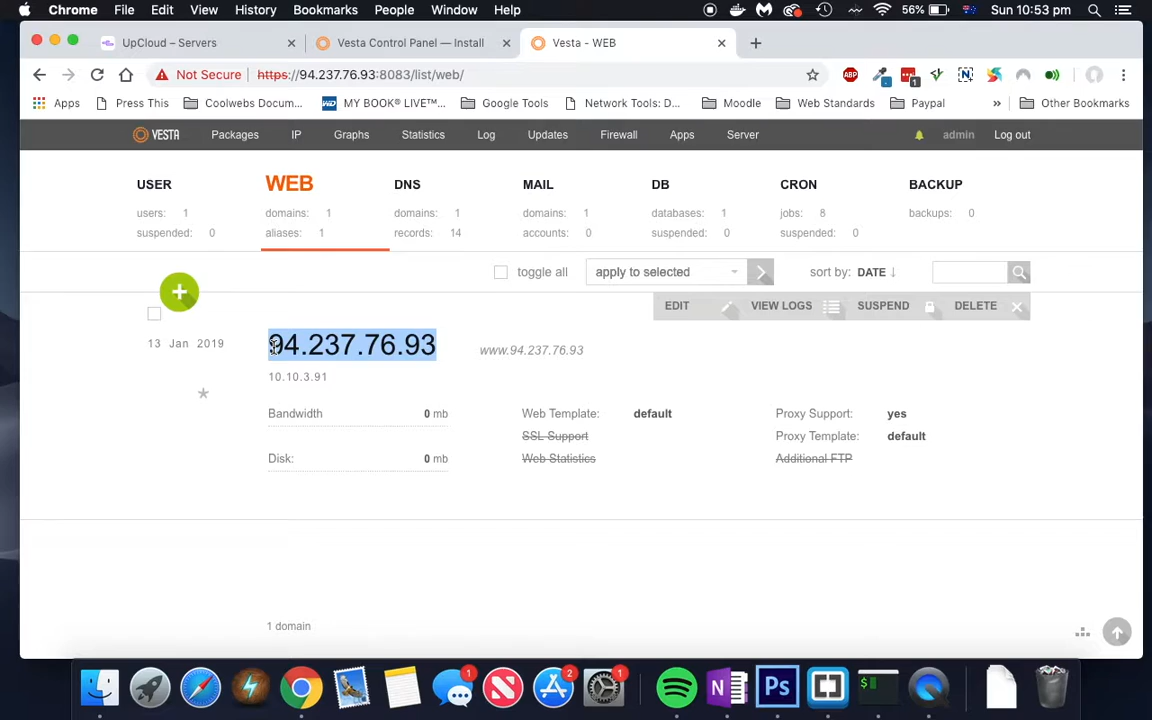 Chrome File Edit View History Bookmarks People Window Help 56% Sun 10:53 pm
UpCloud – Servers × Vesta Control Panel — Install × Vesta - WEB × +
Not Secure https://94.237.76.93:8083/list/web/ ABP 1
Apps Press This Coolwebs Docum... WD MY BOOK® LIVE™... Google Tools Network Tools: D... Moodle Web Standards Paypal » Other Bookmarks
VESTA Packages IP Graphs Statistics Log Updates Firewall Apps Server admin Log out
USER WEB DNS MAIL DB CRON BACKUP
users: 1 domains: 1 domains: 1 domains: 1 databases: 1 jobs: 8 backups: 0
suspended: 0 aliases: 1 records: 14 accounts: 0 suspended: 0 suspended: 0
+ toggle all apply to selected sort by: DATE ↓
EDIT VIEW LOGS SUSPEND DELETE
13 Jan 2019 94.237.76.93 www.94.237.76.93
10.10.3.91
Bandwidth 0 mb Web Template: default Proxy Support: yes
SSL Support Proxy Template: default
Disk: 0 mb Web Statistics Additional FTP
1 domain
1 2 1
N Ps $